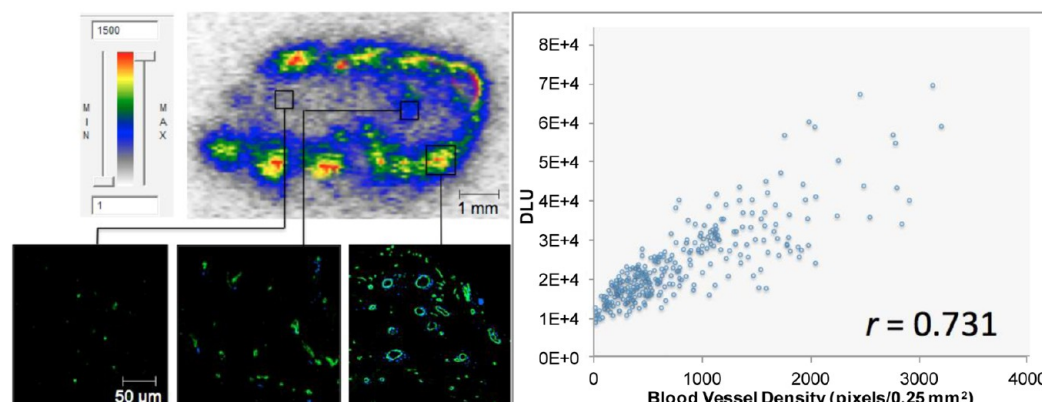 1500
M
I
N
M
A
X
1
1 mm
50 µm
8E+4
7E+4
6E+4
5E+4
4E+4
3E+4
2E+4
1E+4
0E+0
DLU
r = 0.731
0 1000 2000 3000 4000
Blood Vessel Density (pixels/0.25 mm²)